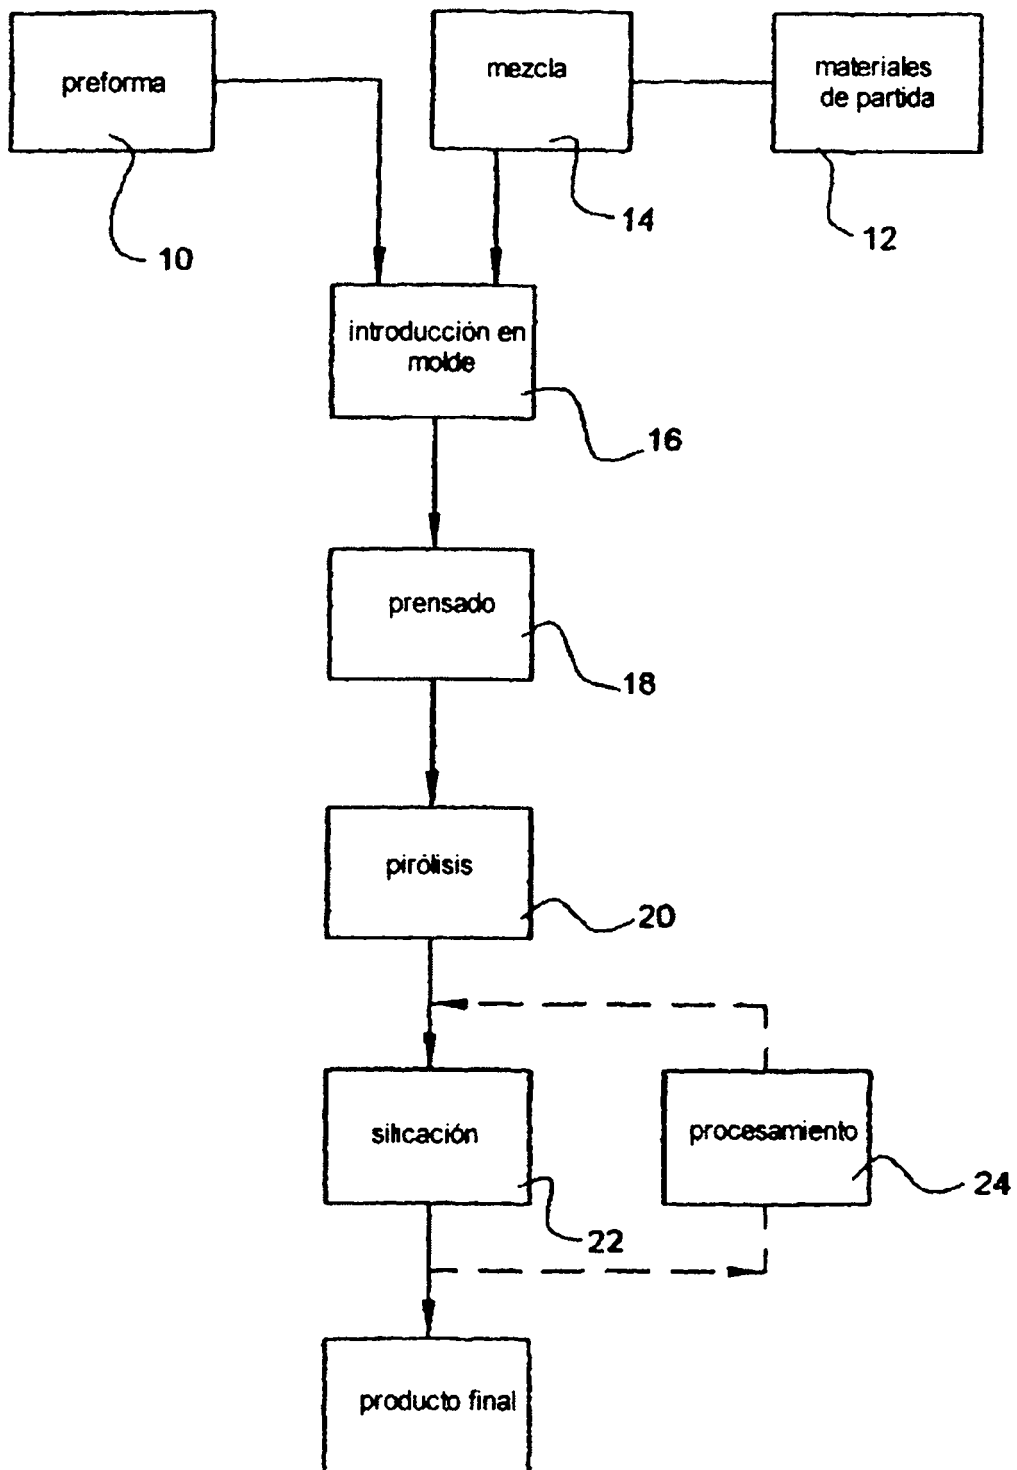 preforma
mezcla
materiales
de partida
10
14
12
introducción en
molde
16
prensado
18
pirólisis
20
silicación
procesamiento
22
24
producto final